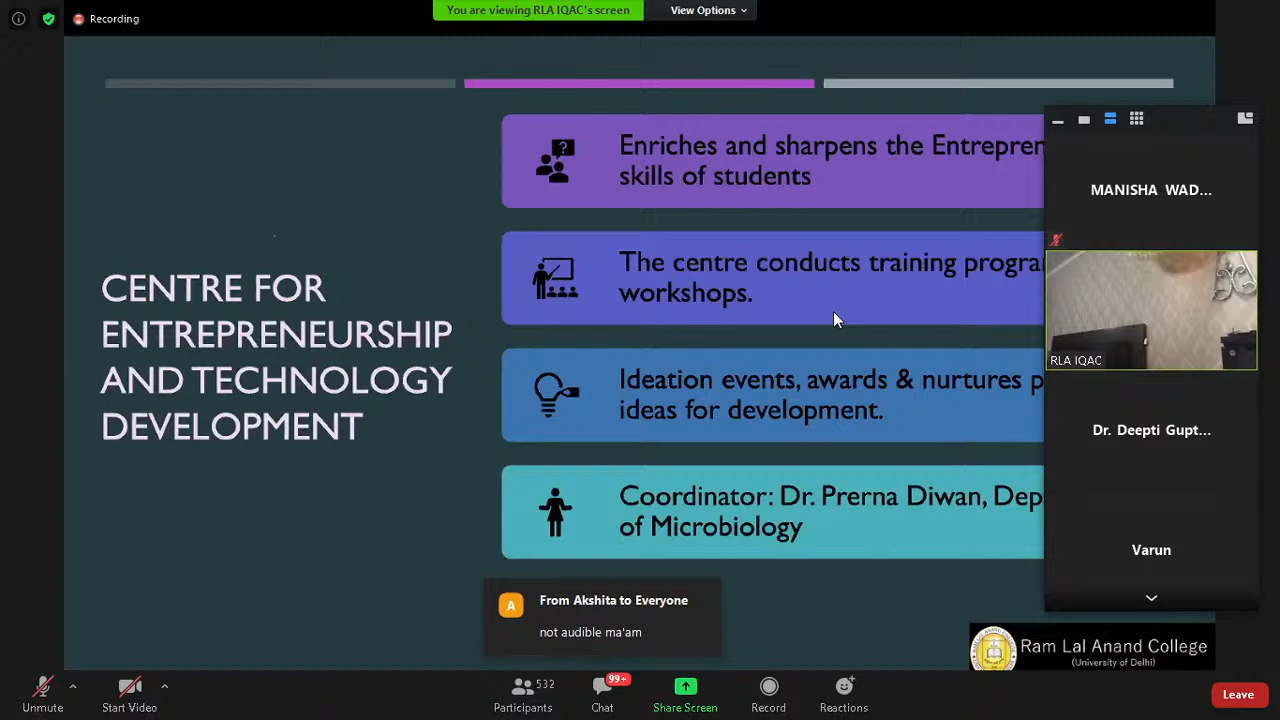 Recording
You are viewing RLA IQAC's screen
View Options
CENTRE FOR
ENTREPRENEURSHIP
AND TECHNOLOGY
DEVELOPMENT
Enriches and sharpens the Entrepren
skills of students
The centre conducts training progra
workshops.
Ideation events, awards & nurtures p
ideas for development.
Coordinator: Dr. Prerna Diwan, Dep
of Microbiology
MANISHA WAD...
RLA IQAC
Dr. Deepti Gupt...
Varun
A
From Akshita to Everyone
not audible ma'am
Ram Lal Anand College
(University of Delhi)
Unmute
Start Video
532
Participants
99+
Chat
Share Screen
Record
Reactions
Leave